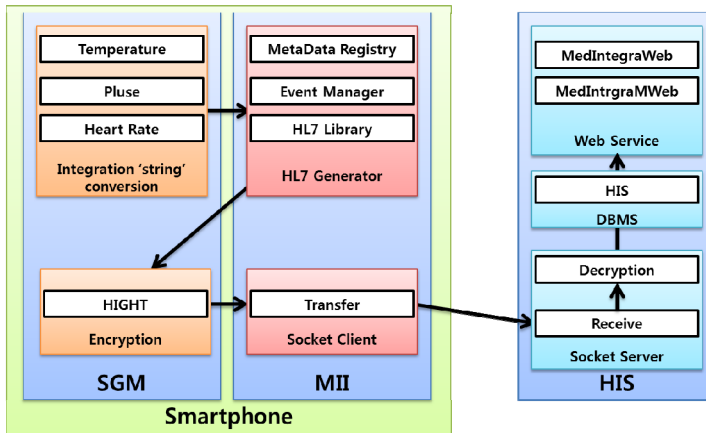 Temperature
Pluse
Heart Rate
Integration 'string'
conversion
MetaData Registry
Event Manager
HL7 Library
HL7 Generator
HIGHT
Encryption
Transfer
Socket Client
SGM
MII
Smartphone
MedIntegraWeb
MedIntrgraMWeb
Web Service
HIS
DBMS
Decryption
Receive
Socket Server
HIS